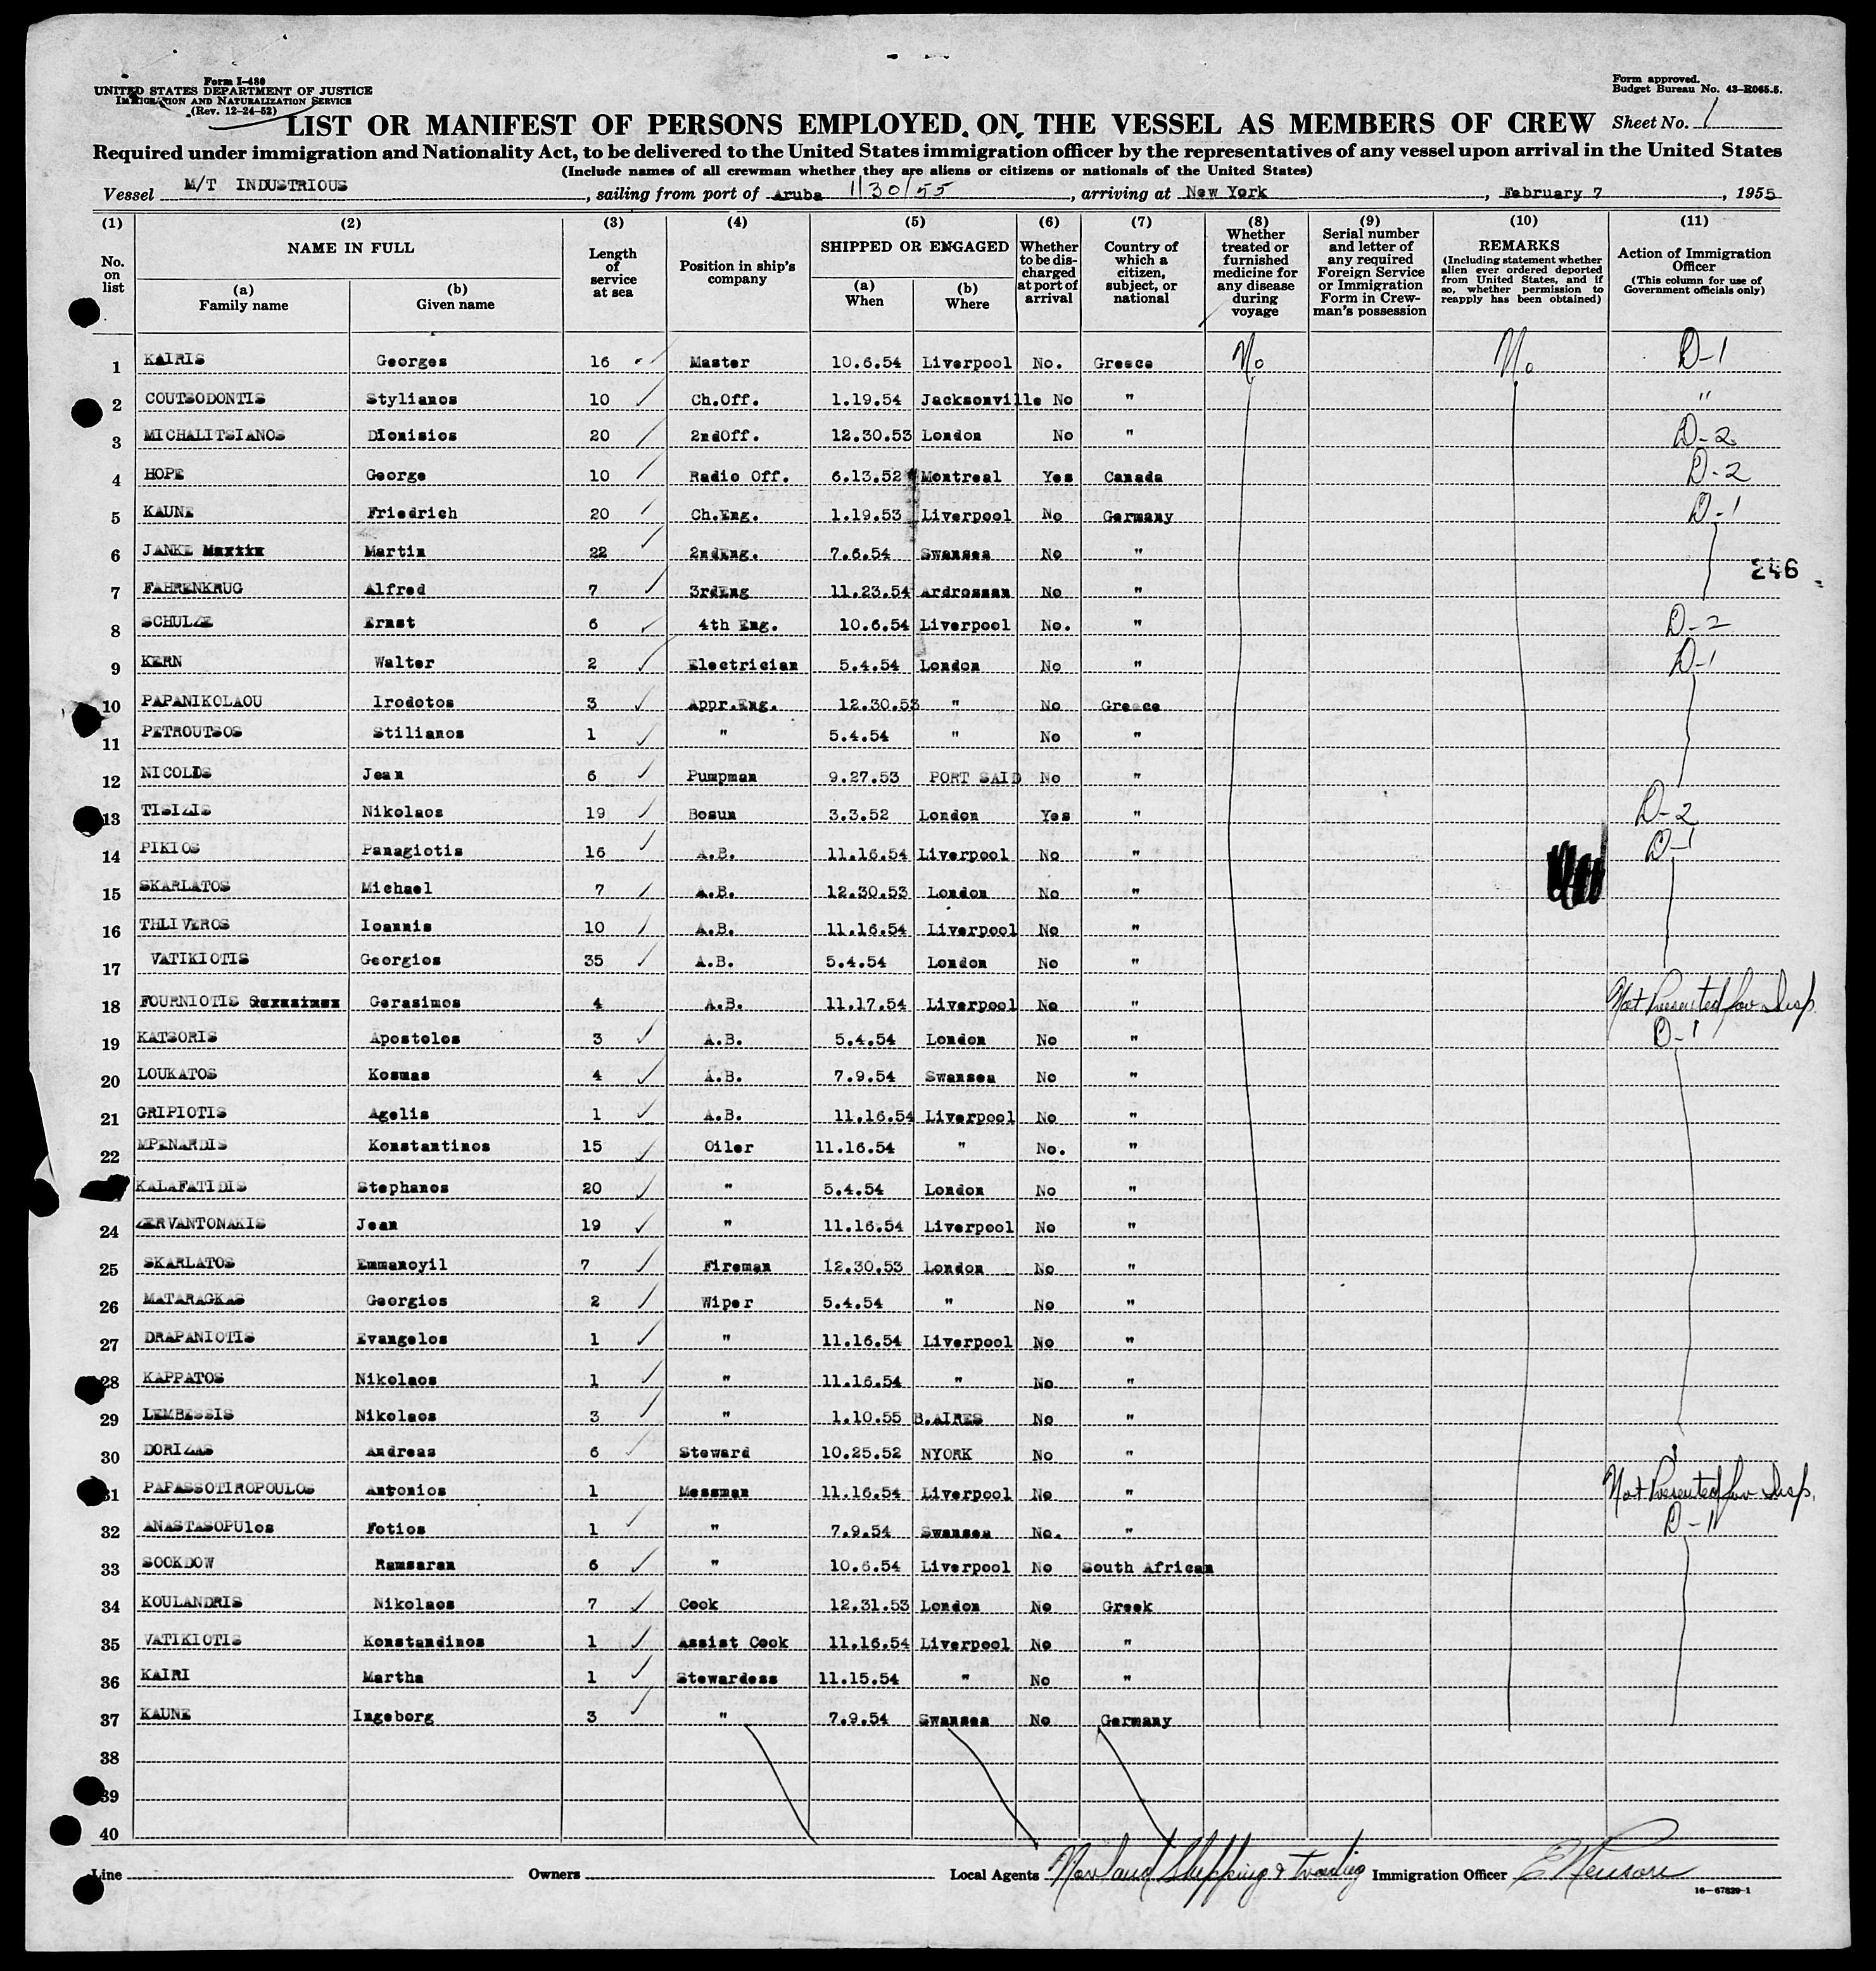 Form I-480
UNITED STATES DEPARTMENT OF JUSTICE
IMMIGRATION AND NATURALIZATION SERVICE
(Rev. 12-24-52)
Form approved.
Budget Bureau No. 43-R065.5.
LIST OR MANIFEST OF PERSONS EMPLOYED ON THE VESSEL AS MEMBERS OF CREW Sheet No. 1
Required under immigration and Nationality Act, to be delivered to the United States immigration officer by the representatives of any vessel upon arrival in the United States
(Include names of all crewman whether they are aliens or citizens or nationals of the United States)
Vessel M/T INDUSTRIOUS, sailing from port of Aruba 1/30/55, arriving at New York, February 7, 1955
(1) (2) (3) (4) (5) (6) (7) (8) (9) (10) (11)
No. on list
NAME IN FULL
(a) Family name
(b) Given name
Length of service at sea
Position in ship's company
SHIPPED OR ENGAGED
(a) When
(b) Where
Whether to be discharged at port of arrival
Country of which a citizen, subject, or national
Whether treated or furnished medicine for any disease during voyage
Serial number and letter of any required Foreign Service or Immigration Form in Crewman's possession
REMARKS
(Including statement whether alien ever ordered deported from United States, and if so, whether permission to reapply has been obtained)
Action of Immigration Officer
(This column for use of Government officials only)
1 KAIRIS Georges 16 Master 10.6.54 Liverpool No. Greece No No D-1
2 COUTSODONTIS Stylianos 10 Ch.Off. 1.19.54 Jacksonville No " "
3 MICHALITSIANOS DIonisios 20 2ndOff. 12.30.53 London No " D-2
4 HOPE George 10 Radio Off. 6.13.52 Montreal Yes Canada D-2
5 KAUNE Friedrich 20 Ch.Eng. 1.19.53 Liverpool No Germany D-1
6 JANKE Martin 22 2ndEng. 7.6.54 Swansea No "
246
7 FAHRENKRUG Alfred 7 3rdEng 11.23.54 Ardrossan No "
8 SCHULZE Ernst 6 4th Eng. 10.6.54 Liverpool No. " D-2
9 KERN Walter 2 Electrician 5.4.54 London No " D-1
10 PAPANIKOLAOU Irodotos 3 Appr.Eng. 12.30.53 " No Greece
11 PETROUTSOS Stilianos 1 " 5.4.54 " No "
12 NICOLDS Jean 6 Pumpman 9.27.53 PORT SAID No "
13 TISIZIS Nikolaos 19 Bosun 3.3.52 London Yes " D-2
14 PIKIOS Panagiotis 16 A.B. 11.16.54 Liverpool No " D-1
15 SKARLATOS Michael 7 A.B. 12.30.53 London No "
16 THLIVEROS Ioannis 10 A.B. 11.16.54 Liverpool No "
17 VATIKIOTIS Georgios 35 A.B. 5.4.54 London No "
18 FOURNIOTIS Gerasimos 4 A.B. 11.17.54 Liverpool No " Not Presented for Insp.
19 KATSORIS Apostolos 3 A.B. 5.4.54 London No " D-1
20 LOUKATOS Kosmas 4 A.B. 7.9.54 Swansea No "
21 GRIPIOTIS Agelis 1 A.B. 11.16.54 Liverpool No "
22 MPENARDIS Konstantinos 15 Oiler 11.16.54 " No. "
KALAFATIDIS Stephanos 20 " 5.4.54 London No "
24 ZERVANTONAKIS Jean 19 " 11.16.54 Liverpool No "
25 SKARLATOS Emmanoyil 7 Fireman 12.30.53 London No "
26 MATARAGKAS Georgios 2 Wiper 5.4.54 " No "
27 DRAPANIOTIS Evangelos 1 " 11.16.54 Liverpool No "
28 KAPPATOS Nikolaos 1 " 11.16.54 " No "
29 LEMBESSIS Nikolaos 3 " 1.10.55 B.AIRES No "
30 DORIZAS Andreas 6 Steward 10.25.52 NYORK No "
31 PAPASSOTIROPOULOS Antonios 1 Messman 11.16.54 Liverpool No " Not Presented for Insp.
32 ANASTASOPUlos Fotios 1 " 7.9.54 Swansea No. " D-1
33 SOOKDOW Ramsaran 6 " 10.6.54 Liverpool No South African
34 KOULANDRIS Nikolaos 7 Cook 12.31.53 London No Greek
35 VATIKIOTIS Konstandinos 1 Assist Cook 11.16.54 Liverpool No "
36 KAIRI Martha 1 Stewardess 11.15.54 " No "
37 KAUNE Ingeborg 3 " 7.9.54 Swansea No Germany
38
39
40
Line Owners Local Agents Norland Shipping & Trading Immigration Officer
16-67820-1